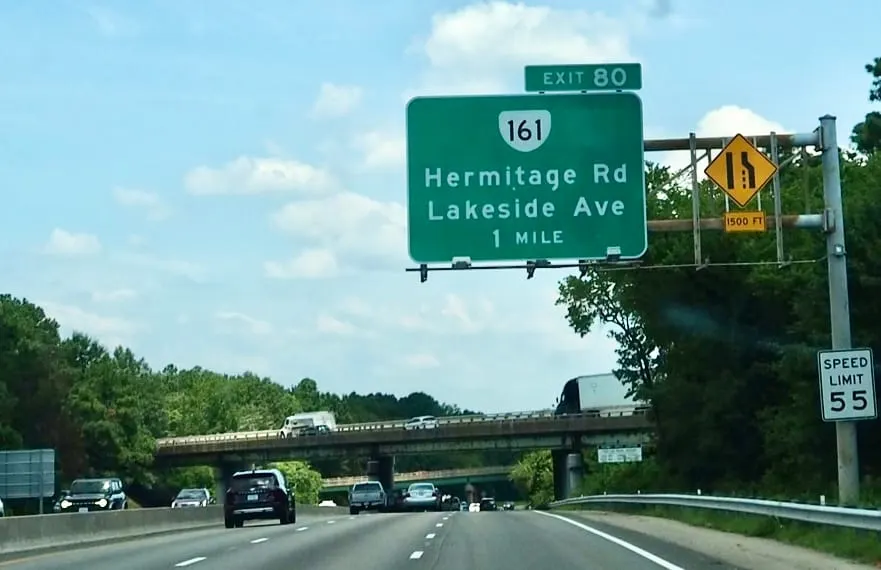 EXIT 80
161
Hermitage Rd
Lakeside Ave
1 MILE
1500 FT
SPEED
LIMIT
55